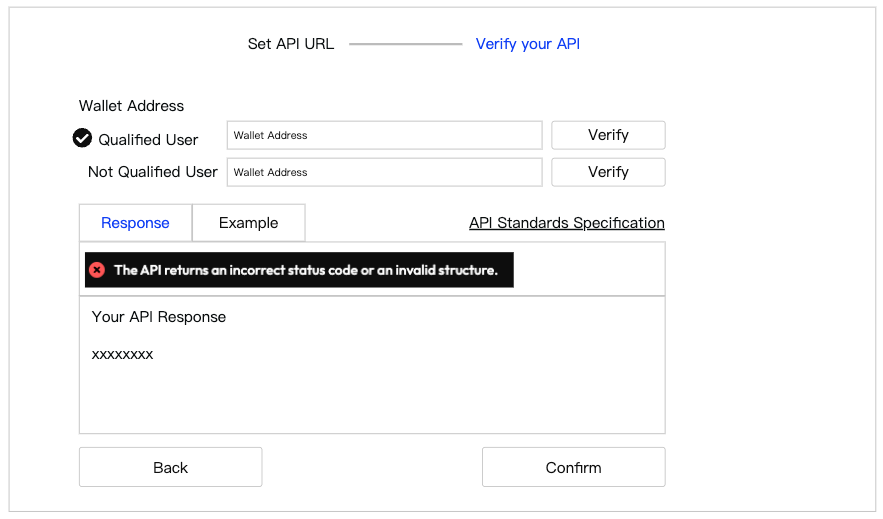 Set API URL
Verify your API
Wallet Address
Qualified User
Wallet Address
Verify
Not Qualified User
Wallet Address
Verify
Response
Example
API Standards Specification
The API returns an incorrect status code or an invalid structure.
Your API Response
xxxxxxxx
Back
Confirm